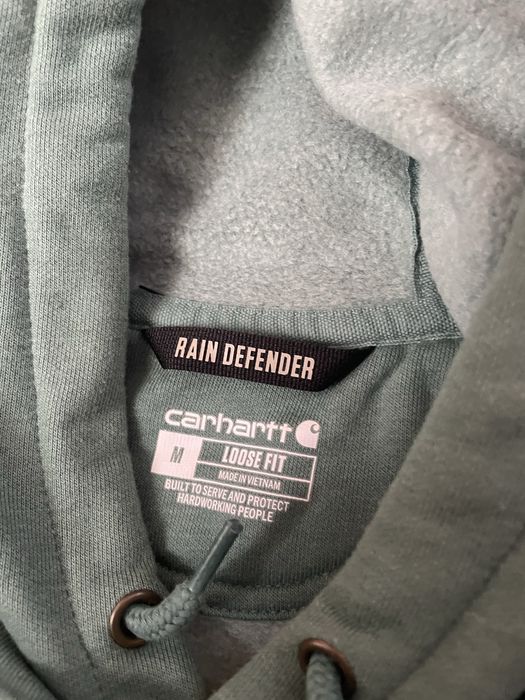 RAIN DEFENDER
carhartt
M
LOOSE FIT
MADE IN VIETNAM
BUILT TO SERVE AND PROTECT
HARDWORKING PEOPLE